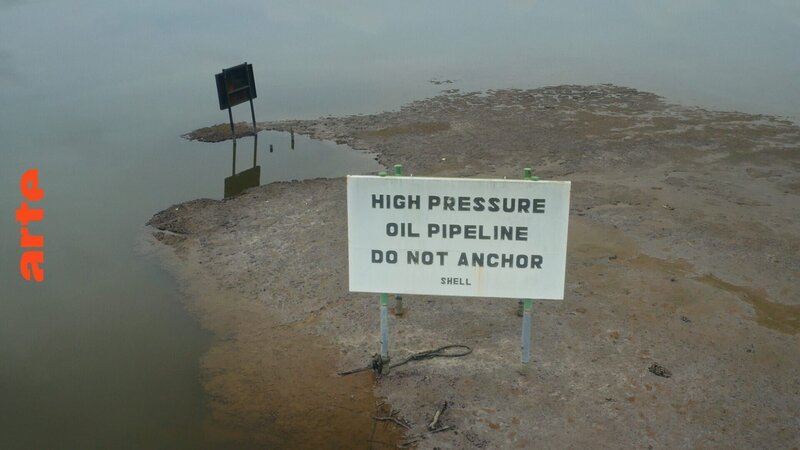 arte
HIGH PRESSURE
OIL PIPELINE
DO NOT ANCHOR
SHELL